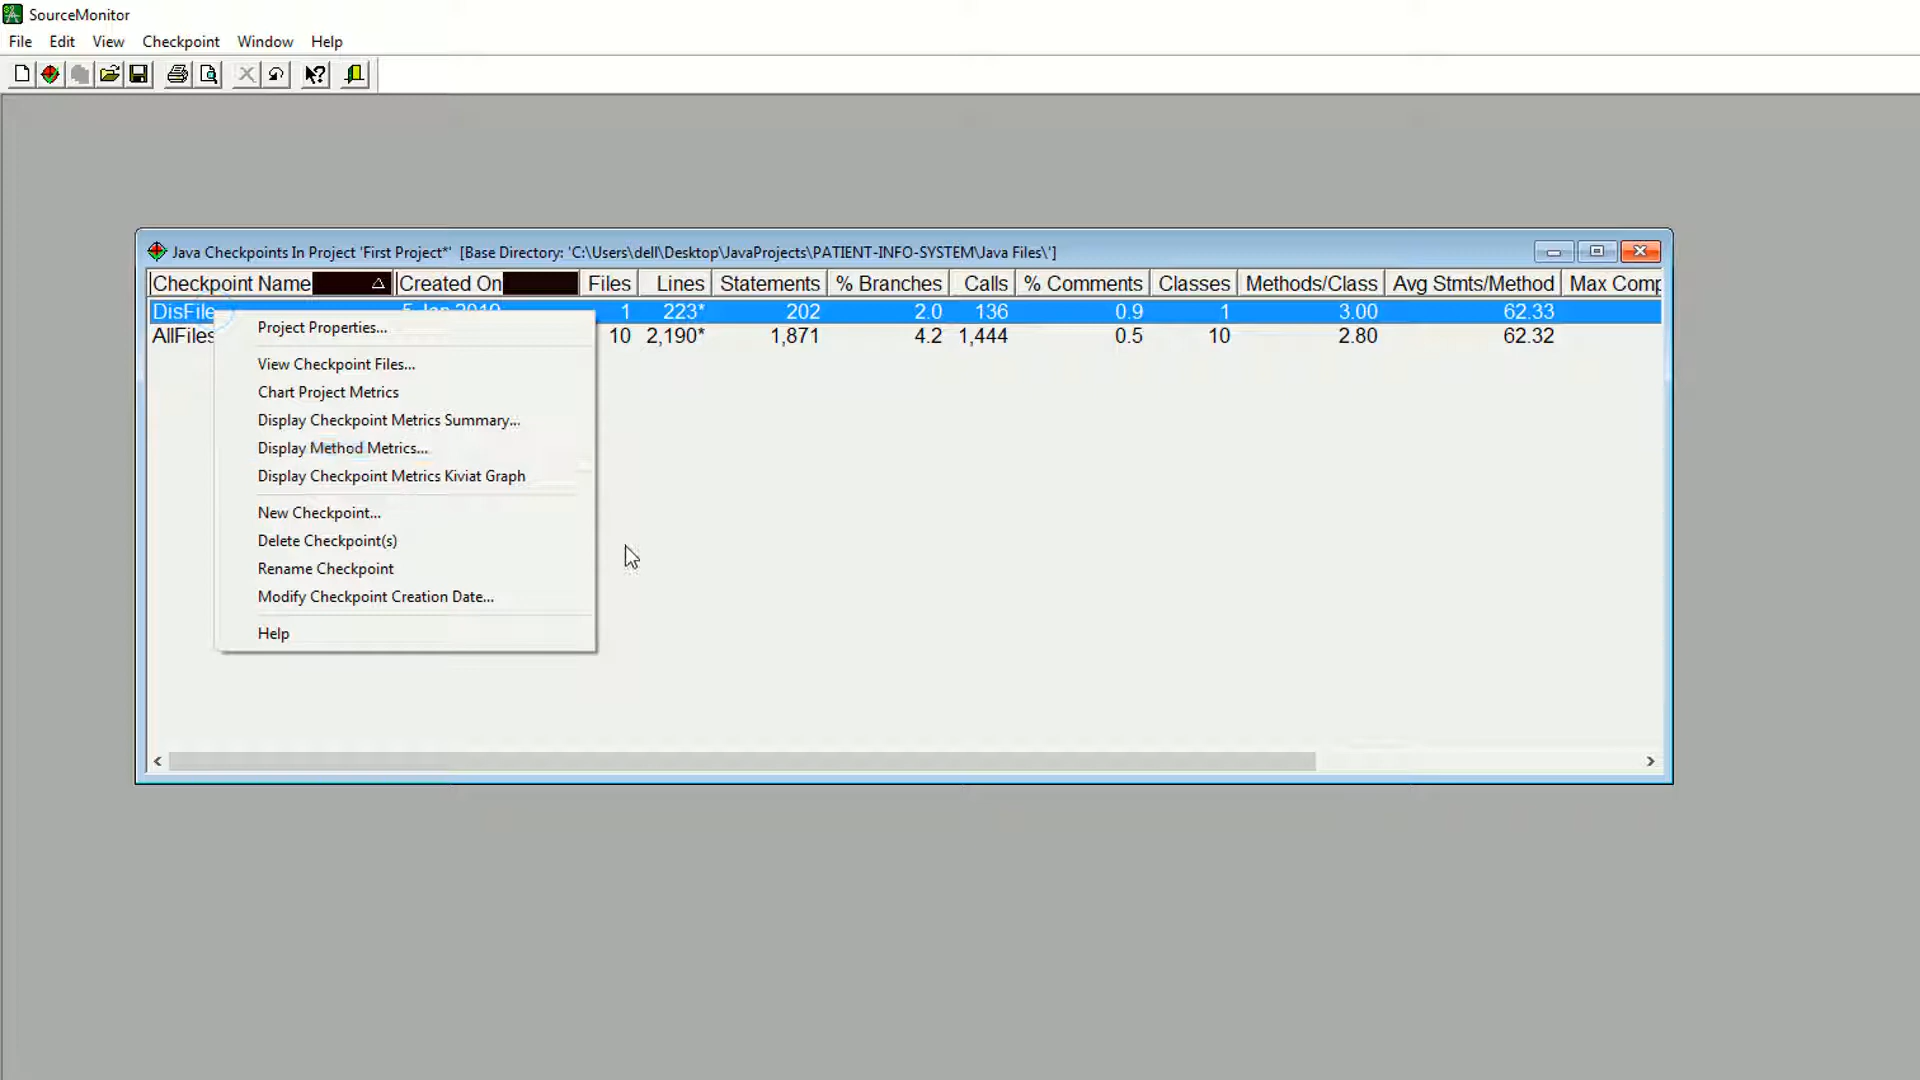 SourceMonitor
File Edit View Checkpoint Window Help
Java Checkpoints In Project 'First Project*' [Base Directory: 'C:\Users\dell\Desktop\JavaProjects\PATIENT-INFO-SYSTEM\Java Files\']
Checkpoint Name Created On Files Lines Statements % Branches Calls % Comments Classes Methods/Class Avg Stmts/Method Max Comp
DisFile 1 223* 202 2.0 136 0.9 1 3.00 62.33
AllFiles 10 2,190* 1,871 4.2 1,444 0.5 10 2.80 62.32
Project Properties...
View Checkpoint Files...
Chart Project Metrics
Display Checkpoint Metrics Summary...
Display Method Metrics...
Display Checkpoint Metrics Kiviat Graph
New Checkpoint...
Delete Checkpoint(s)
Rename Checkpoint
Modify Checkpoint Creation Date...
Help